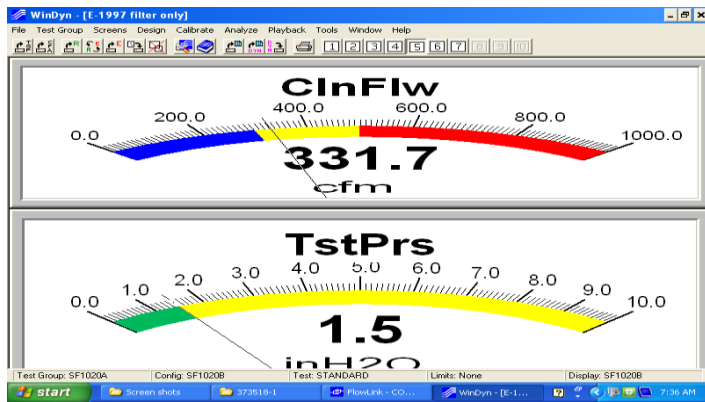 WinDyn - [E-1997 filter only]
File Test Group Screens Design Calibrate Analyze Playback Tools Window Help
1 2 3 4 5 6 7 8 9 10
ClnFlw
0.0 200.0 400.0 600.0 800.0 1000.0
331.7
cfm
TstPrs
0.0 1.0 2.0 3.0 4.0 5.0 6.0 7.0 8.0 9.0 10.0
1.5
inH2O
Test Group: SF1020A Config: SF1020B Test: STANDARD Limits: None Display: SF1020B
start Screen shots 373518-1 FlowLink - CO... WinDyn - [E-1... 7:36 AM